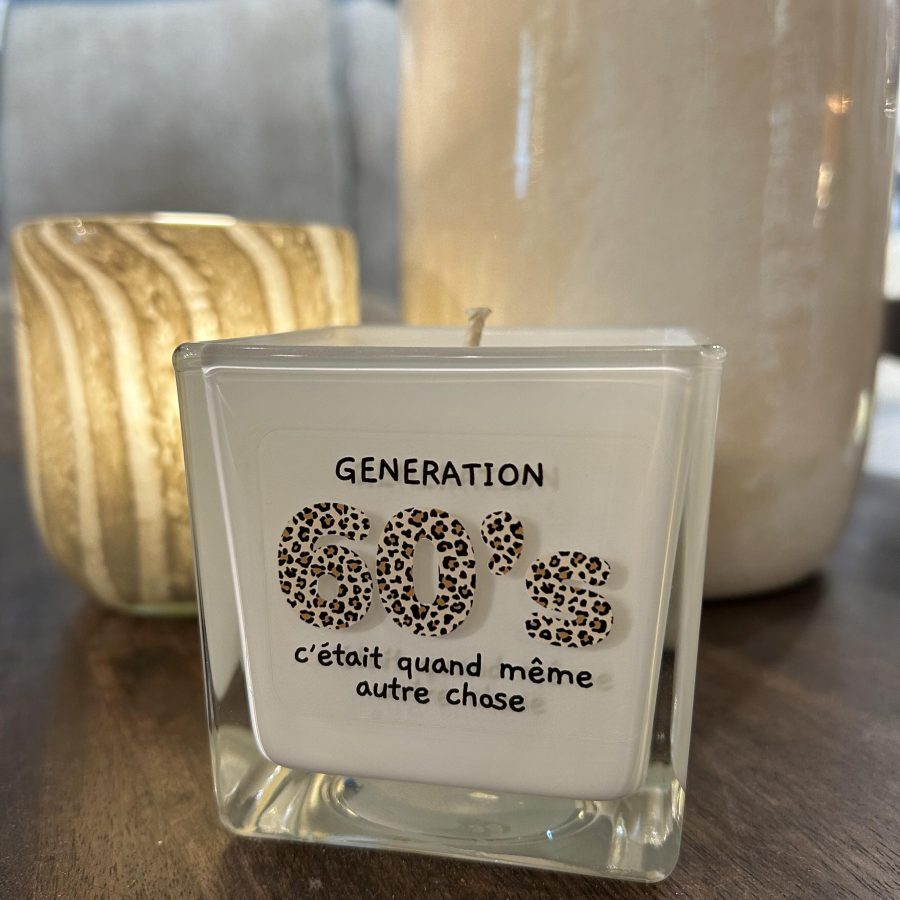 GENERATION
60's
c'était quand même
autre chose